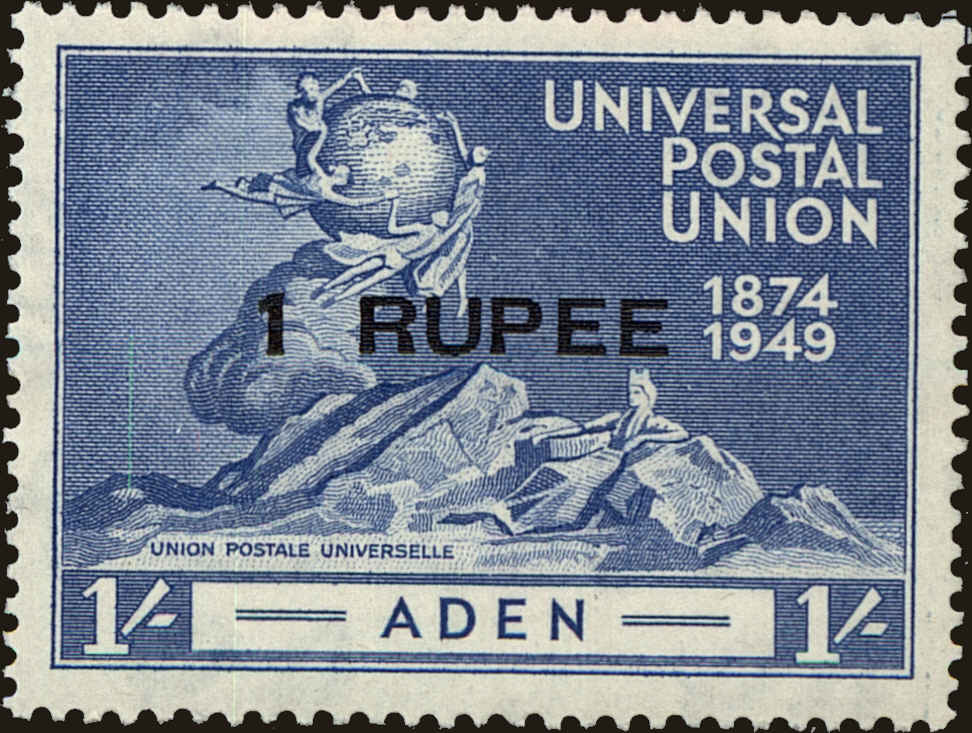 UNIVERSAL
POSTAL
UNION
1874
1949
1 RUPEE
UNION POSTALE UNIVERSELLE
1/- ADEN 1/-